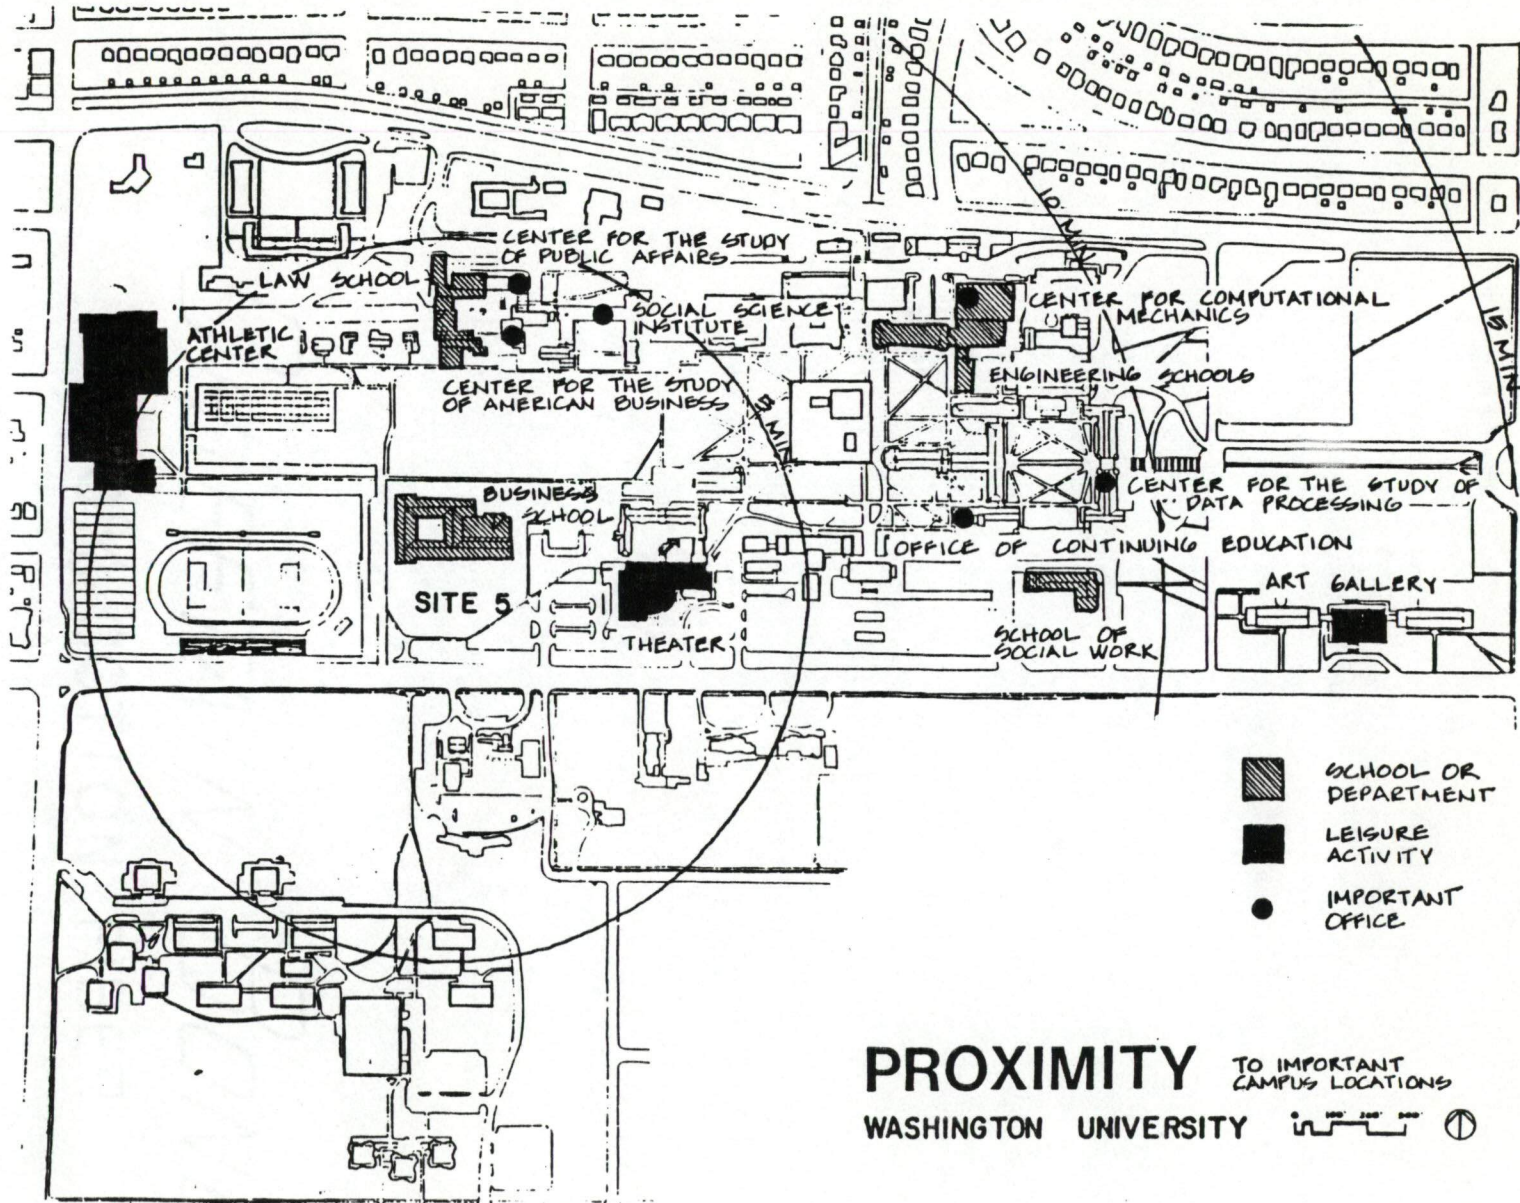 10 MIN
CENTER FOR THE STUDY
OF PUBLIC AFFAIRS
LAW SCHOOL
SOCIAL SCIENCE
INSTITUTE
CENTER FOR COMPUTATIONAL
MECHANICS
15 MIN
ATHLETIC
CENTER
CENTER FOR THE STUDY
OF AMERICAN BUSINESS
ENGINEERING SCHOOLS
5 MIN
BUSINESS
SCHOOL
CENTER FOR THE STUDY OF
DATA PROCESSING
OFFICE OF CONTINUING EDUCATION
ART GALLERY
SITE 5
THEATER
SCHOOL OF
SOCIAL WORK
SCHOOL OR
DEPARTMENT
LEISURE
ACTIVITY
IMPORTANT
OFFICE
PROXIMITY
TO IMPORTANT
CAMPUS LOCATIONS
WASHINGTON UNIVERSITY